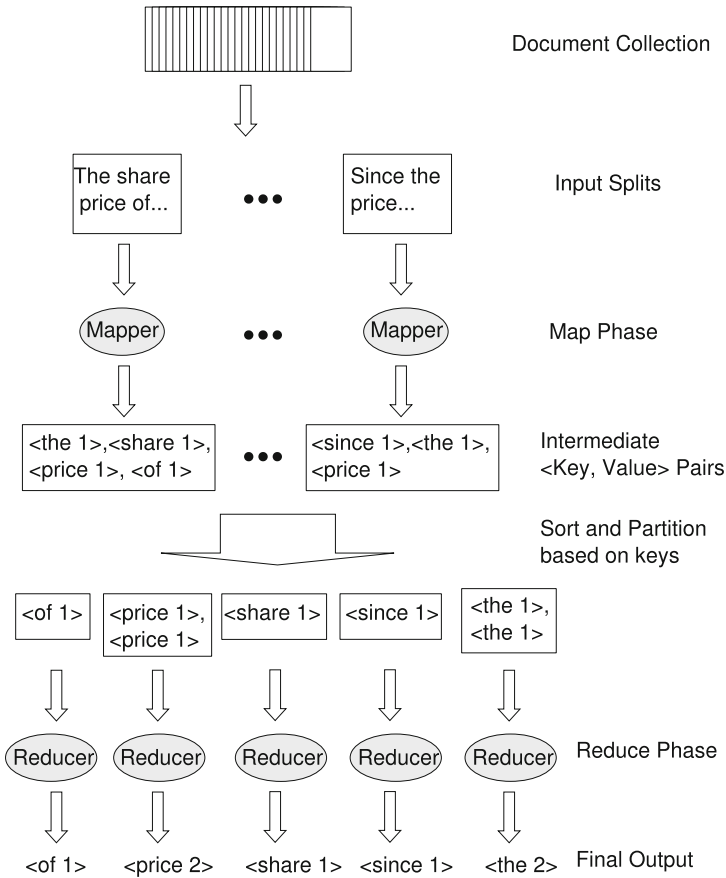 Document Collection
The share
price of...
Since the
price...
Input Splits
Mapper
Mapper
Map Phase
<the 1>,<share 1>,
<price 1>, <of 1>
<since 1>,<the 1>,
<price 1>
Intermediate
<Key, Value> Pairs
Sort and Partition
based on keys
<of 1>
<price 1>,
<price 1>
<share 1>
<since 1>
<the 1>,
<the 1>
Reducer
Reducer
Reducer
Reducer
Reducer
Reduce Phase
<of 1>
<price 2>
<share 1>
<since 1>
<the 2>
Final Output